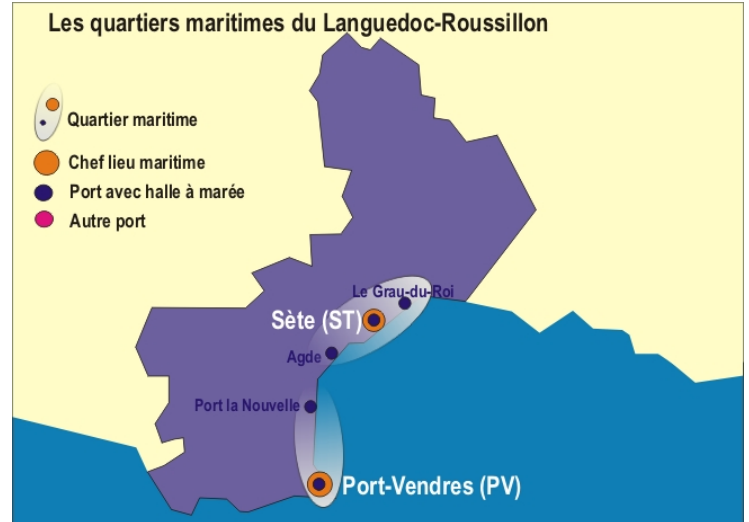 Les quartiers maritimes du Languedoc-Roussillon
Quartier maritime
Chef lieu maritime
Port avec halle à marée
Autre port
Le Grau-du-Roi
Sète (ST)
Agde
Port la Nouvelle
Port-Vendres (PV)